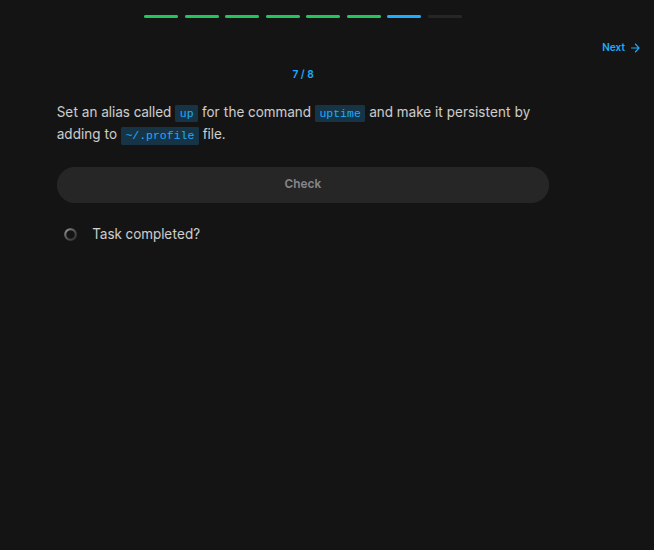 Next →
7 / 8
Set an alias called up for the command uptime and make it persistent by
adding to ~/.profile file.
Check
Task completed?